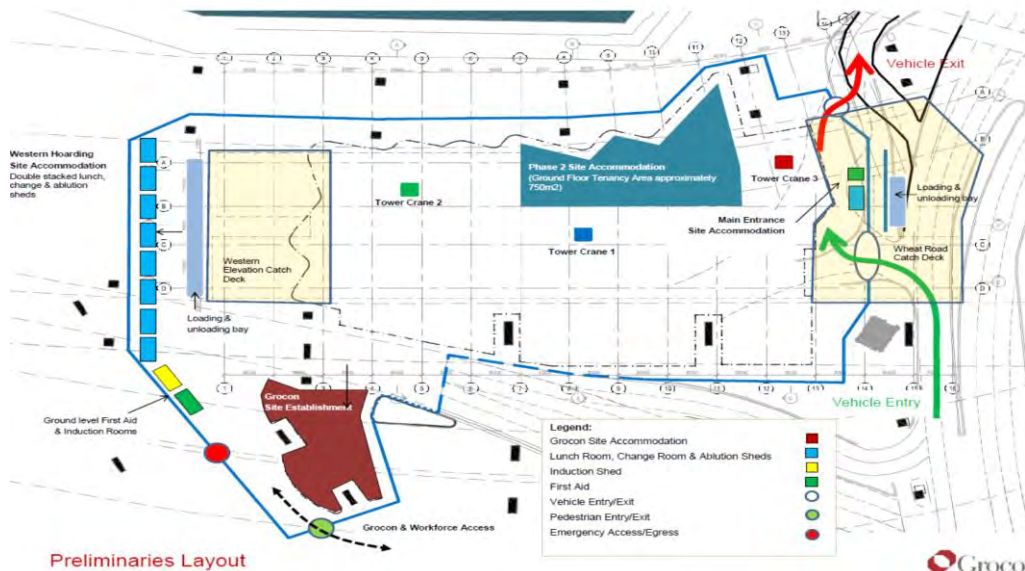 Vehicle Exit
Western Hoarding
Site Accommodation
Double stacked lunch,
change & ablution
sheds
Phase 2 Site Accommodation
(Ground Floor Tenancy Area approximately
750m2)
Tower Crane 3
Tower Crane 2
Loading &
unloading bay
Main Entrance
Site Accommodation
Tower Crane 1
Western
Elevation Catch
Deck
Wheat Road
Catch Deck
Loading &
unloading bay
Grocon
Site Establishment
Ground level First Aid
& Induction Rooms
Vehicle Entry
Legend:
Grocon Site Accommodation
Lunch Room, Change Room & Ablution Sheds
Induction Shed
First Aid
Vehicle Entry/Exit
Pedestrian Entry/Exit
Emergency Access/Egress
Grocon & Workforce Access
Preliminaries Layout
Groco